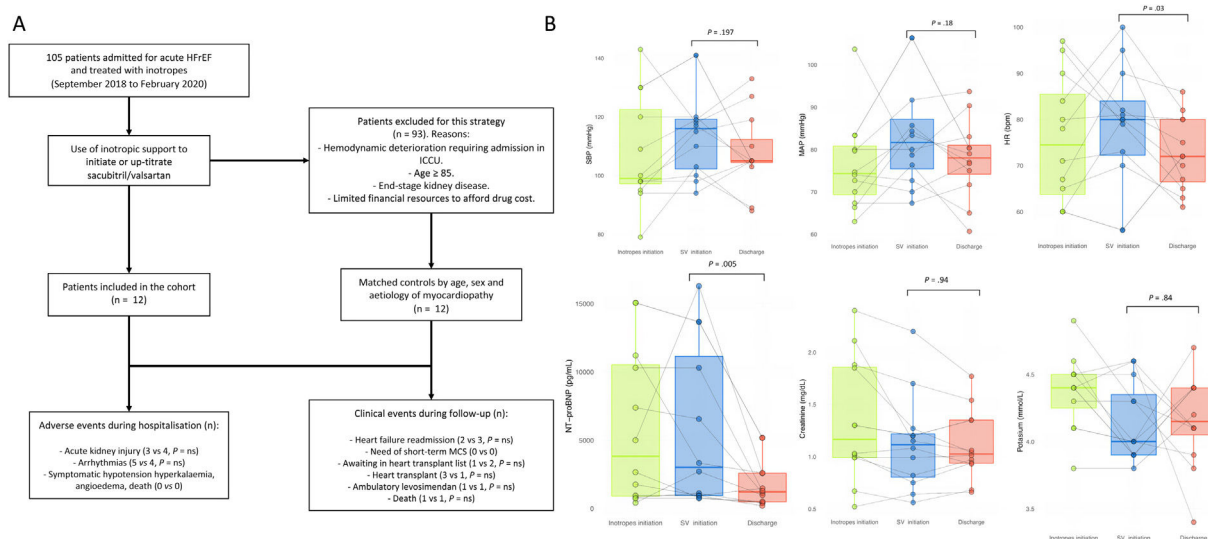 A
105 patients admitted for acute HFrEF
and treated with inotropes
(September 2018 to February 2020)
Use of inotropic support to
initiate or up-titrate
sacubitril/valsartan
Patients excluded for this strategy
(n = 93). Reasons:
- Hemodynamic deterioration requiring admission in
ICCU.
- Age ≥ 85.
- End-stage kidney disease.
- Limited financial resources to afford drug cost.
Patients included in the cohort
(n = 12)
Matched controls by age, sex and
aetiology of myocardiopathy
(n = 12)
Adverse events during hospitalisation (n):
- Acute kidney injury (3 vs 4, P = ns)
- Arrhythmias (5 vs 4, P = ns)
- Symptomatic hypotension hyperkalaemia,
angioedema, death (0 vs 0)
Clinical events during follow-up (n):
- Heart failure readmission (2 vs 3, P = ns)
- Need of short-term MCS (0 vs 0)
- Awaiting in heart transplant list (1 vs 2, P = ns)
- Heart transplant (3 vs 1, P = ns)
- Ambulatory levosimendan (1 vs 1, P = ns)
- Death (1 vs 1, P = ns)
B
P = .197
SBP (mmHg)
140
120
100
80
Inotropes initiation SV initiation Discharge
P = .18
MAP (mmHg)
100
90
80
70
60
Inotropes initiation SV initiation Discharge
P = .03
HR (bpm)
100
90
80
70
60
Inotropes initiation SV initiation Discharge
P = .005
NT-proBNP (pg/mL)
15000
10000
5000
0
Inotropes initiation SV initiation Discharge
P = .94
Creatinine (mg/dL)
2.0
1.5
1.0
0.5
Inotropes initiation SV initiation Discharge
P = .84
Potasium (mmol/L)
4.5
4.0
3.5
Inotropes initiation SV initiation Discharge